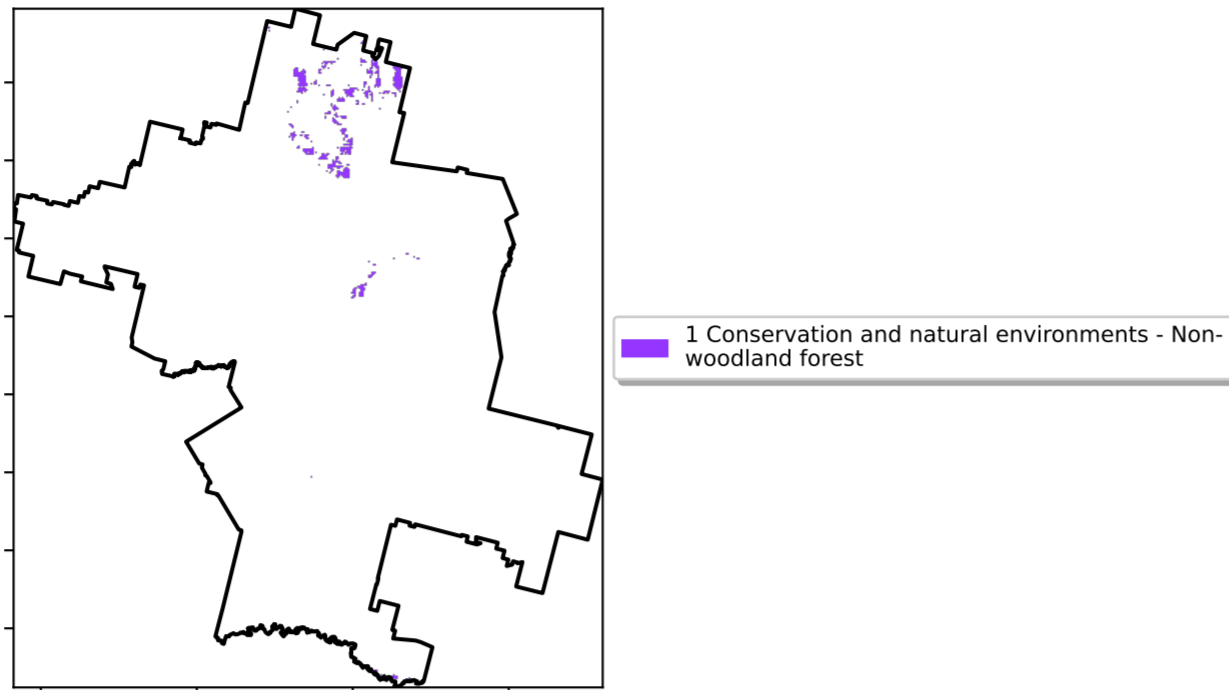 1 Conservation and natural environments - Non-
woodland forest